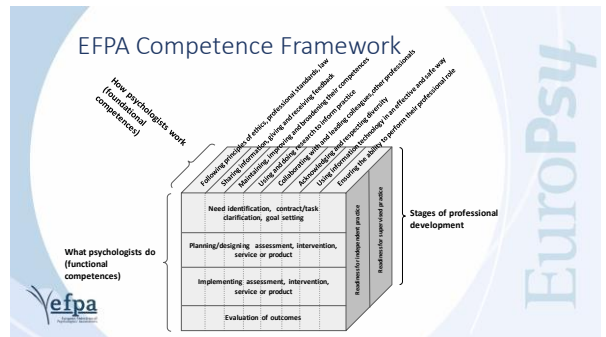 EFPA Competence Framework
How psychologists work
(foundational
competences)
Following principles of ethics, professional standards, law
Sharing information, giving and receiving feedback
Maintaining, improving and broadening their competences
Using and doing research to inform practice
Collaborating with and leading colleagues, other professionals
Acknowledging and respecting diversity
Using information technology in an effective and safe way
Ensuring the ability to perform their professional role
Need identification, contract/task
clarification, goal setting
Planning/designing assessment, intervention,
service or product
Implementing assessment, intervention,
service or product
Evaluation of outcomes
Readiness for independent practice
Readiness for supervised practice
What psychologists do
(functional
competences)
Stages of professional
development
efpa
EuroPsy